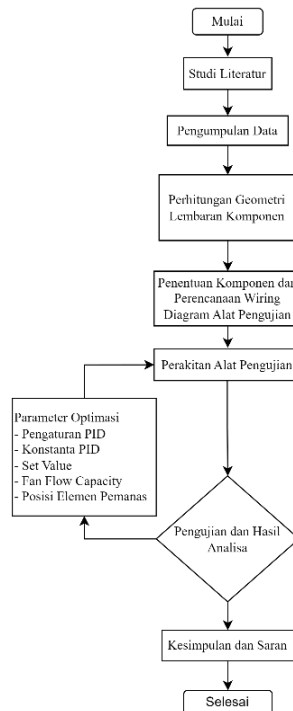 Mulai
Studi Literatur
Pengumpulan Data
Perhitungan Geometri
Lembaran Komponen
Penentuan Komponen dan
Perencanaan Wiring
Diagram Alat Pengujian
Perakitan Alat Pengujian
Parameter Optimasi
- Pengaturan PID
- Konstanta PID
- Set Value
- Fan Flow Capacity
- Posisi Elemen Pemanas
Pengujian dan Hasil
Analisa
Kesimpulan dan Saran
Selesai